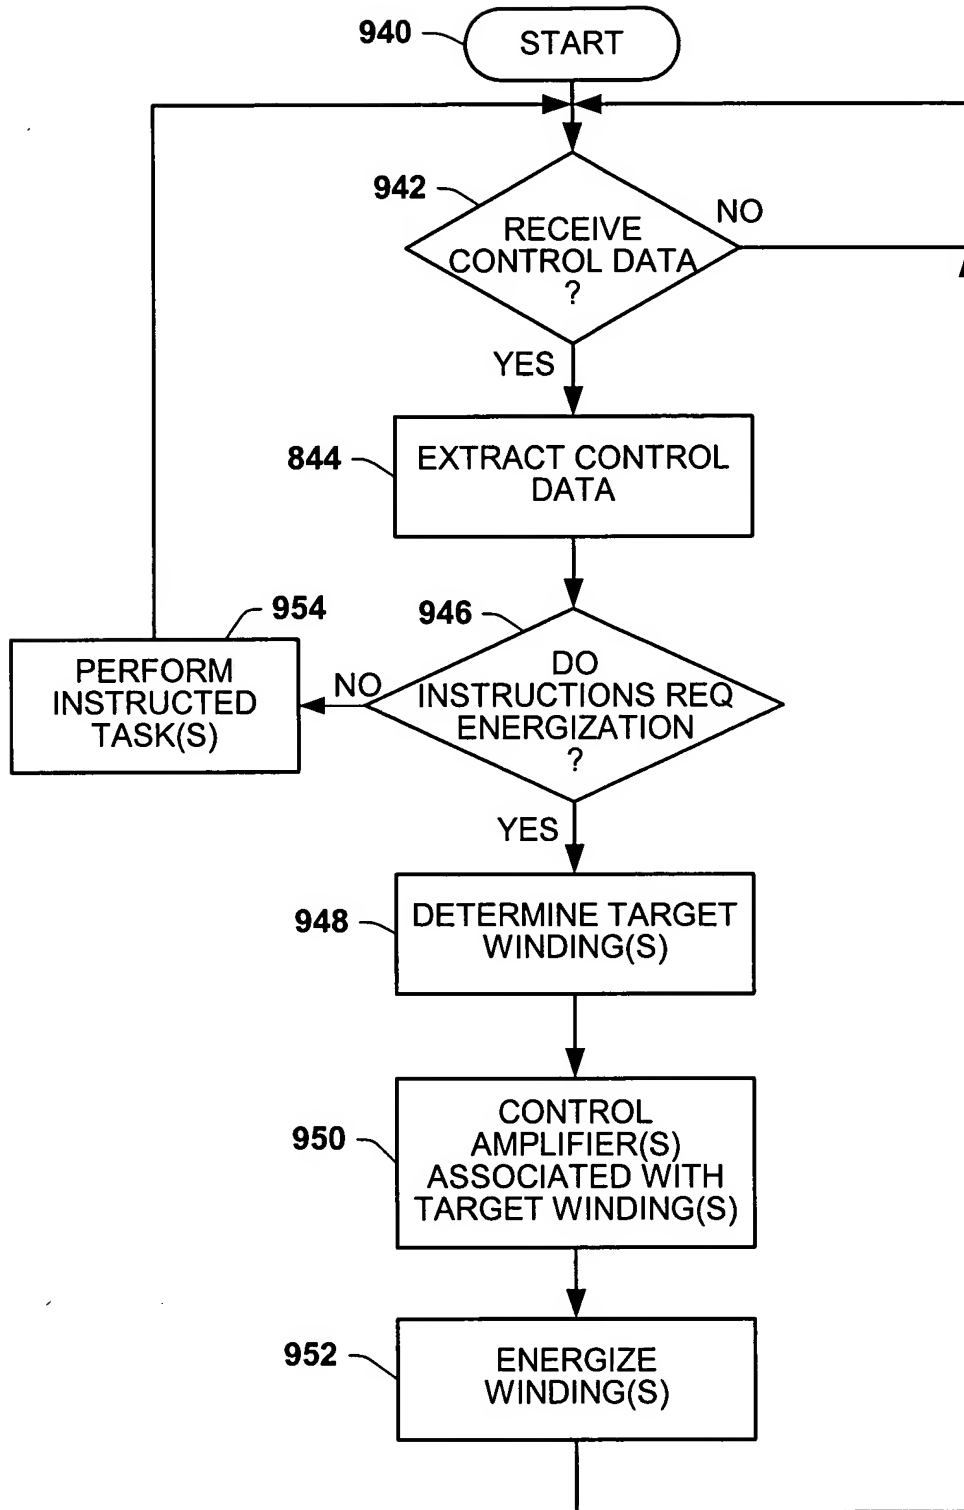 940
START
942
RECEIVE
CONTROL DATA
?
NO
YES
844
EXTRACT CONTROL
DATA
954
PERFORM
INSTRUCTED
TASK(S)
NO
946
DO
INSTRUCTIONS REQ
ENERGIZATION
?
YES
948
DETERMINE TARGET
WINDING(S)
950
CONTROL
AMPLIFIER(S)
ASSOCIATED WITH
TARGET WINDING(S)
952
ENERGIZE
WINDING(S)